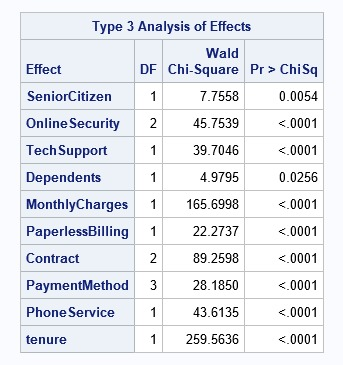 Type 3 Analysis of Effects
Wald
Effect DF Chi-Square Pr > ChiSq
SeniorCitizen 1 7.7558 0.0054
OnlineSecurity 2 45.7539 <.0001
TechSupport 1 39.7046 <.0001
Dependents 1 4.9795 0.0256
MonthlyCharges 1 165.6998 <.0001
PaperlessBilling 1 22.2737 <.0001
Contract 2 89.2598 <.0001
PaymentMethod 3 28.1850 <.0001
PhoneService 1 43.6135 <.0001
tenure 1 259.5636 <.0001